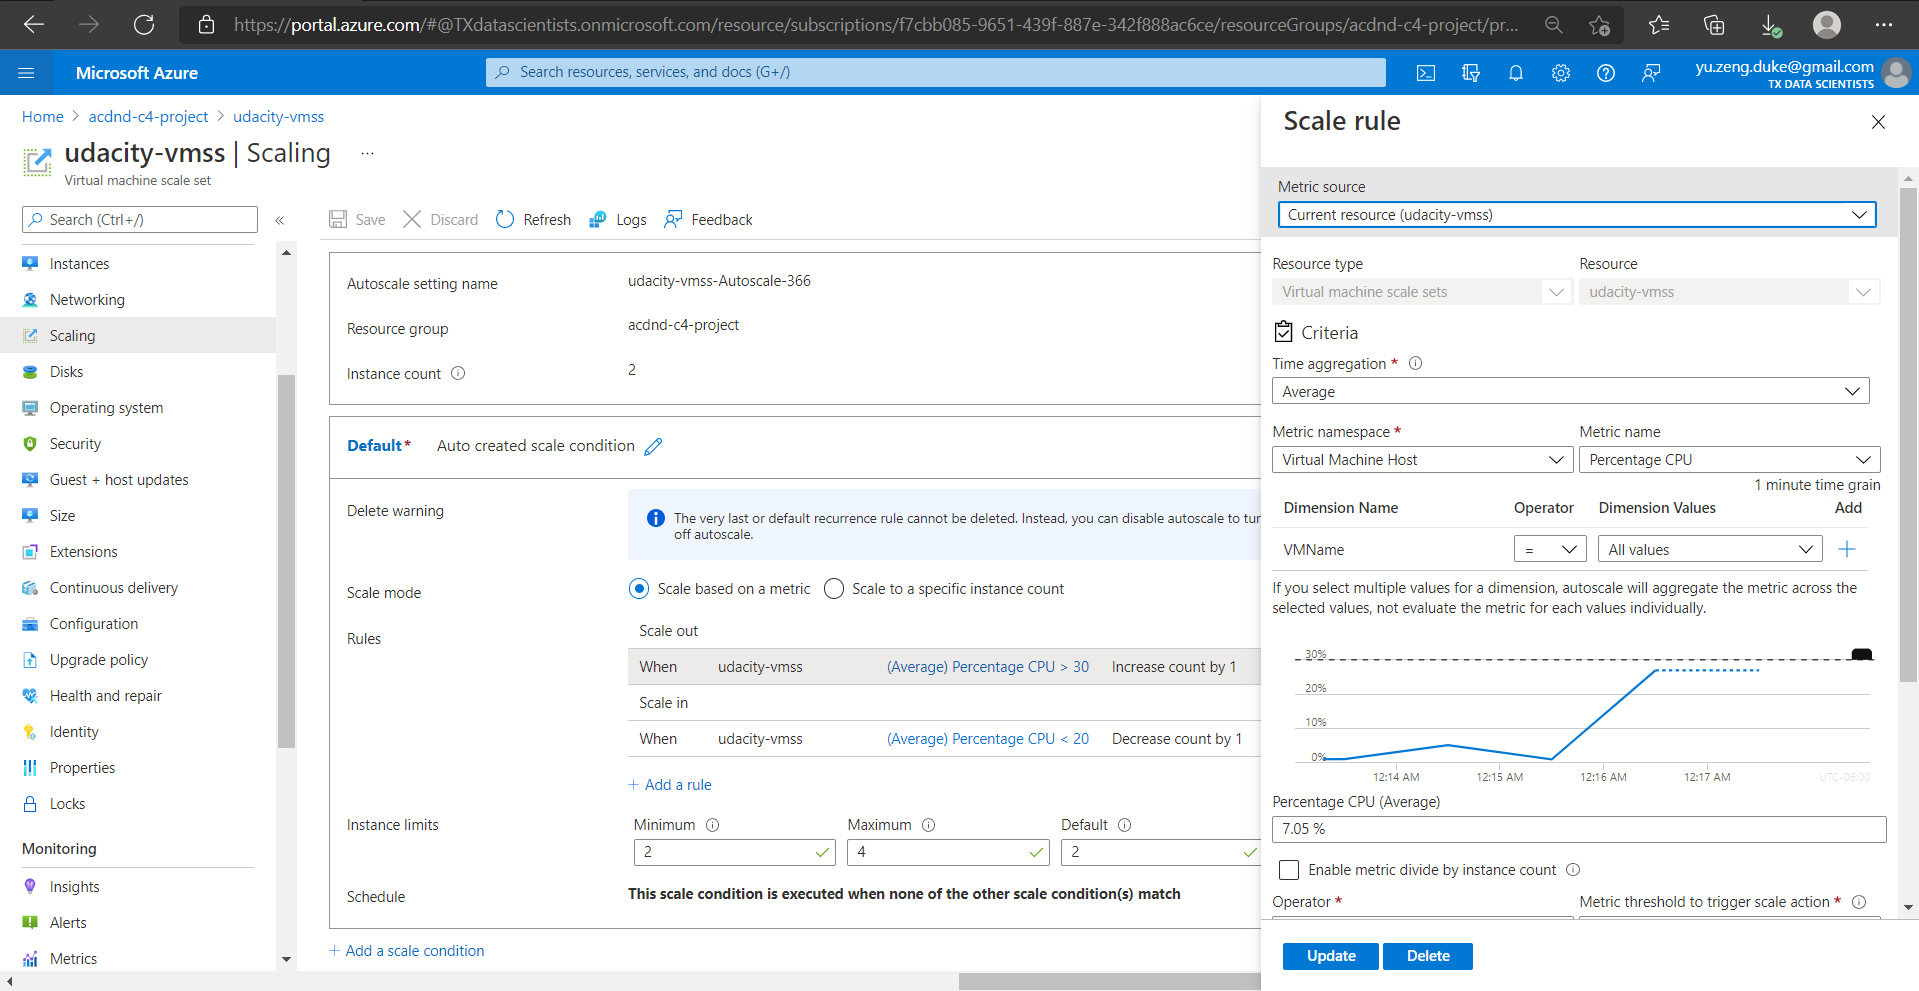 https://portal.azure.com/#@TXdatascientists.onmicrosoft.com/resource/subscriptions/f7cbb085-9651-439f-887e-342f888ac6ce/resourceGroups/acdnd-c4-project/pr...
Microsoft Azure
Search resources, services, and docs (G+/)
yu.zeng.duke@gmail.com
TX DATA SCIENTISTS
Home > acdnd-c4-project > udacity-vmss
udacity-vmss | Scaling ...
Virtual machine scale set
Search (Ctrl+/)
«
Instances
Networking
Scaling
Disks
Operating system
Security
Guest + host updates
Size
Extensions
Continuous delivery
Configuration
Upgrade policy
Health and repair
Identity
Properties
Locks
Monitoring
Insights
Alerts
Metrics
Save Discard Refresh Logs Feedback
Autoscale setting name udacity-vmss-Autoscale-366
Resource group acdnd-c4-project
Instance count 2
Default* Auto created scale condition
Delete warning
The very last or default recurrence rule cannot be deleted. Instead, you can disable autoscale to tur
off autoscale.
Scale mode Scale based on a metric Scale to a specific instance count
Rules
Scale out
When udacity-vmss (Average) Percentage CPU > 30 Increase count by 1
Scale in
When udacity-vmss (Average) Percentage CPU < 20 Decrease count by 1
+ Add a rule
Instance limits Minimum Maximum Default
2 4 2
Schedule This scale condition is executed when none of the other scale condition(s) match
+ Add a scale condition
Scale rule
Metric source
Current resource (udacity-vmss)
Resource type Resource
Virtual machine scale sets udacity-vmss
Criteria
Time aggregation *
Average
Metric namespace * Metric name
Virtual Machine Host Percentage CPU
1 minute time grain
Dimension Name Operator Dimension Values Add
VMName = All values +
If you select multiple values for a dimension, autoscale will aggregate the metric across the
selected values, not evaluate the metric for each values individually.
30%
20%
10%
0%
12:14 AM 12:15 AM 12:16 AM 12:17 AM UTC-06:00
Percentage CPU (Average)
7.05 %
Enable metric divide by instance count
Operator * Metric threshold to trigger scale action *
Update Delete